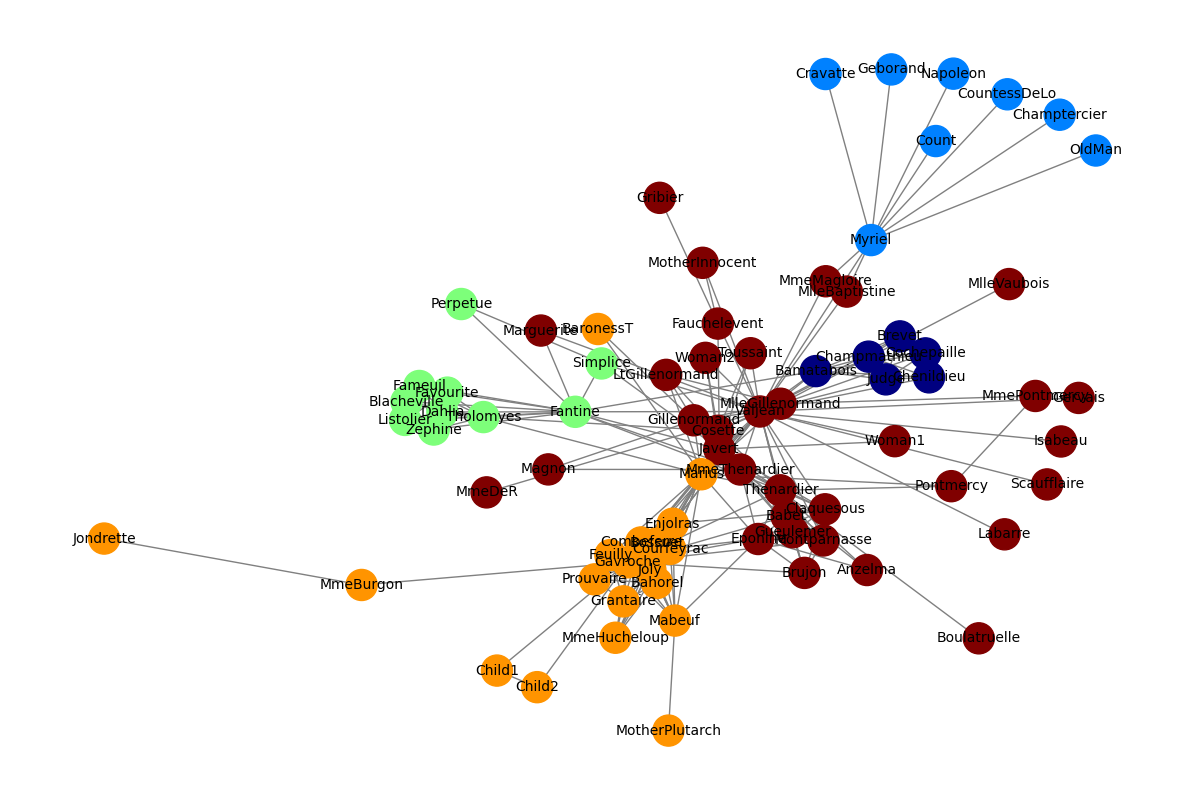 Cravatte
Geborand
Napoleon
CountessDeLo
Champtercier
Count
OldMan
Gribier
Myriel
MotherInnocent
MmeMagloire
MlleBaptistine
MlleVaubois
Perpetue
Marguerite
BaronessT
Fauchelevent
Brevet
Toussaint
Woman2
Simplice
LtGillenormand
Champmathieu
Cochepaille
Bamatabois
Judge
Chenildieu
Fameuil
Favourite
Blacheville
Dahlia
Listolier
Zephine
Tholomyes
Fantine
MlleGillenormand
Valjean
MmePontmercy
Gervais
Gillenormand
Cosette
Javert
Woman1
Isabeau
Magnon
Marius
MmeThenardier
MmeDeR
Thenardier
Pontmercy
Scaufflaire
Claquesous
Babet
Enjolras
Gueulemer
Labarre
Jondrette
Combeferre
Bossuet
Courfeyrac
Eponine
Montparnasse
Feuilly
Gavroche
Joly
Prouvaire
Bahorel
Brujon
Anzelma
MmeBurgon
Grantaire
Mabeuf
MmeHucheloup
Boulatruelle
Child1
Child2
MotherPlutarch